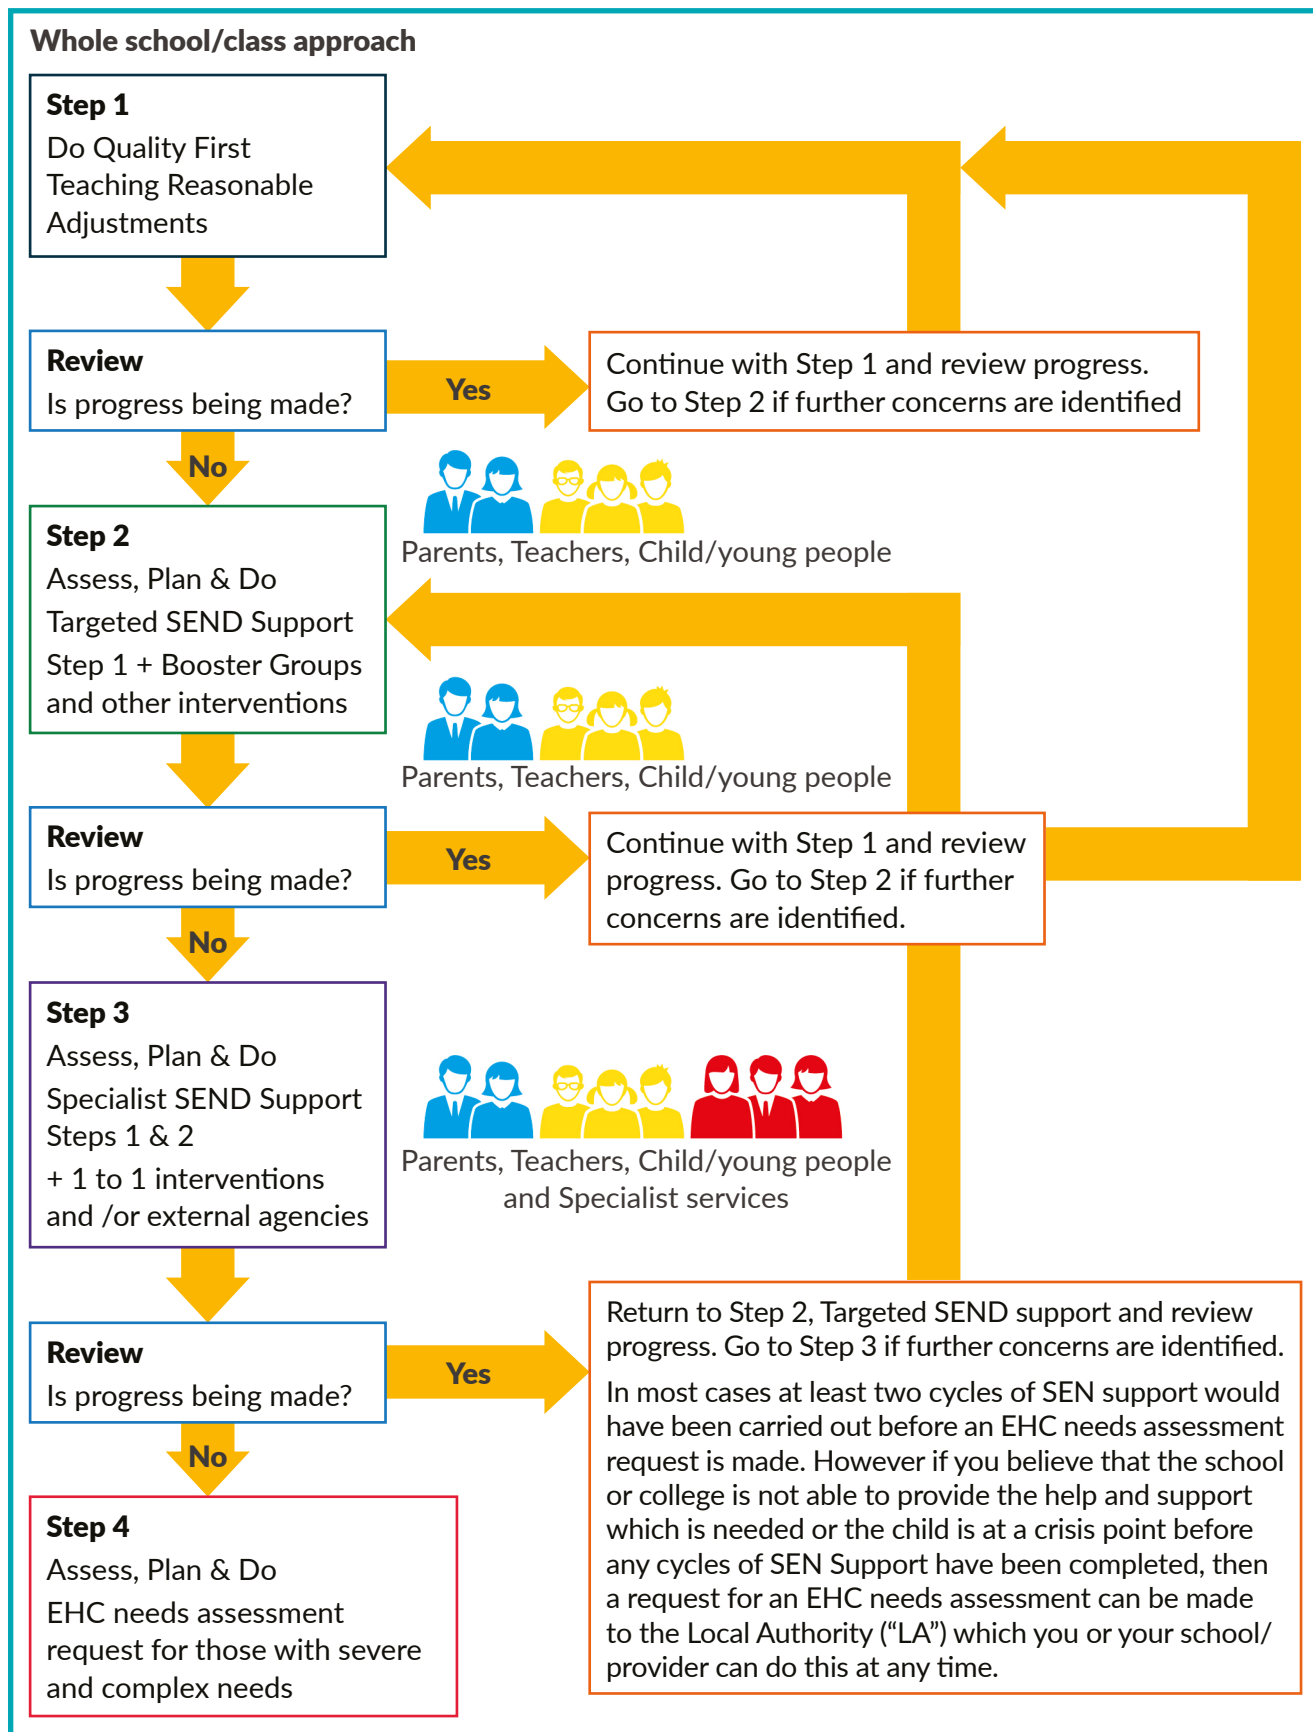 Whole school/class approach
Step 1
Do Quality First
Teaching Reasonable
Adjustments
Review
Is progress being made?
Yes
Continue with Step 1 and review progress.
Go to Step 2 if further concerns are identified
No
Parents, Teachers, Child/young people
Step 2
Assess, Plan & Do
Targeted SEND Support
Step 1 + Booster Groups
and other interventions
Parents, Teachers, Child/young people
Review
Is progress being made?
Yes
Continue with Step 1 and review
progress. Go to Step 2 if further
concerns are identified.
No
Step 3
Assess, Plan & Do
Specialist SEND Support
Steps 1 & 2
+ 1 to 1 interventions
and /or external agencies
Parents, Teachers, Child/young people
and Specialist services
Review
Is progress being made?
Yes
Return to Step 2, Targeted SEND support and review
progress. Go to Step 3 if further concerns are identified.
In most cases at least two cycles of SEN support would
have been carried out before an EHC needs assessment
request is made. However if you believe that the school
or college is not able to provide the help and support
which is needed or the child is at a crisis point before
any cycles of SEN Support have been completed, then
a request for an EHC needs assessment can be made
to the Local Authority (“LA”) which you or your school/
provider can do this at any time.
No
Step 4
Assess, Plan & Do
EHC needs assessment
request for those with severe
and complex needs